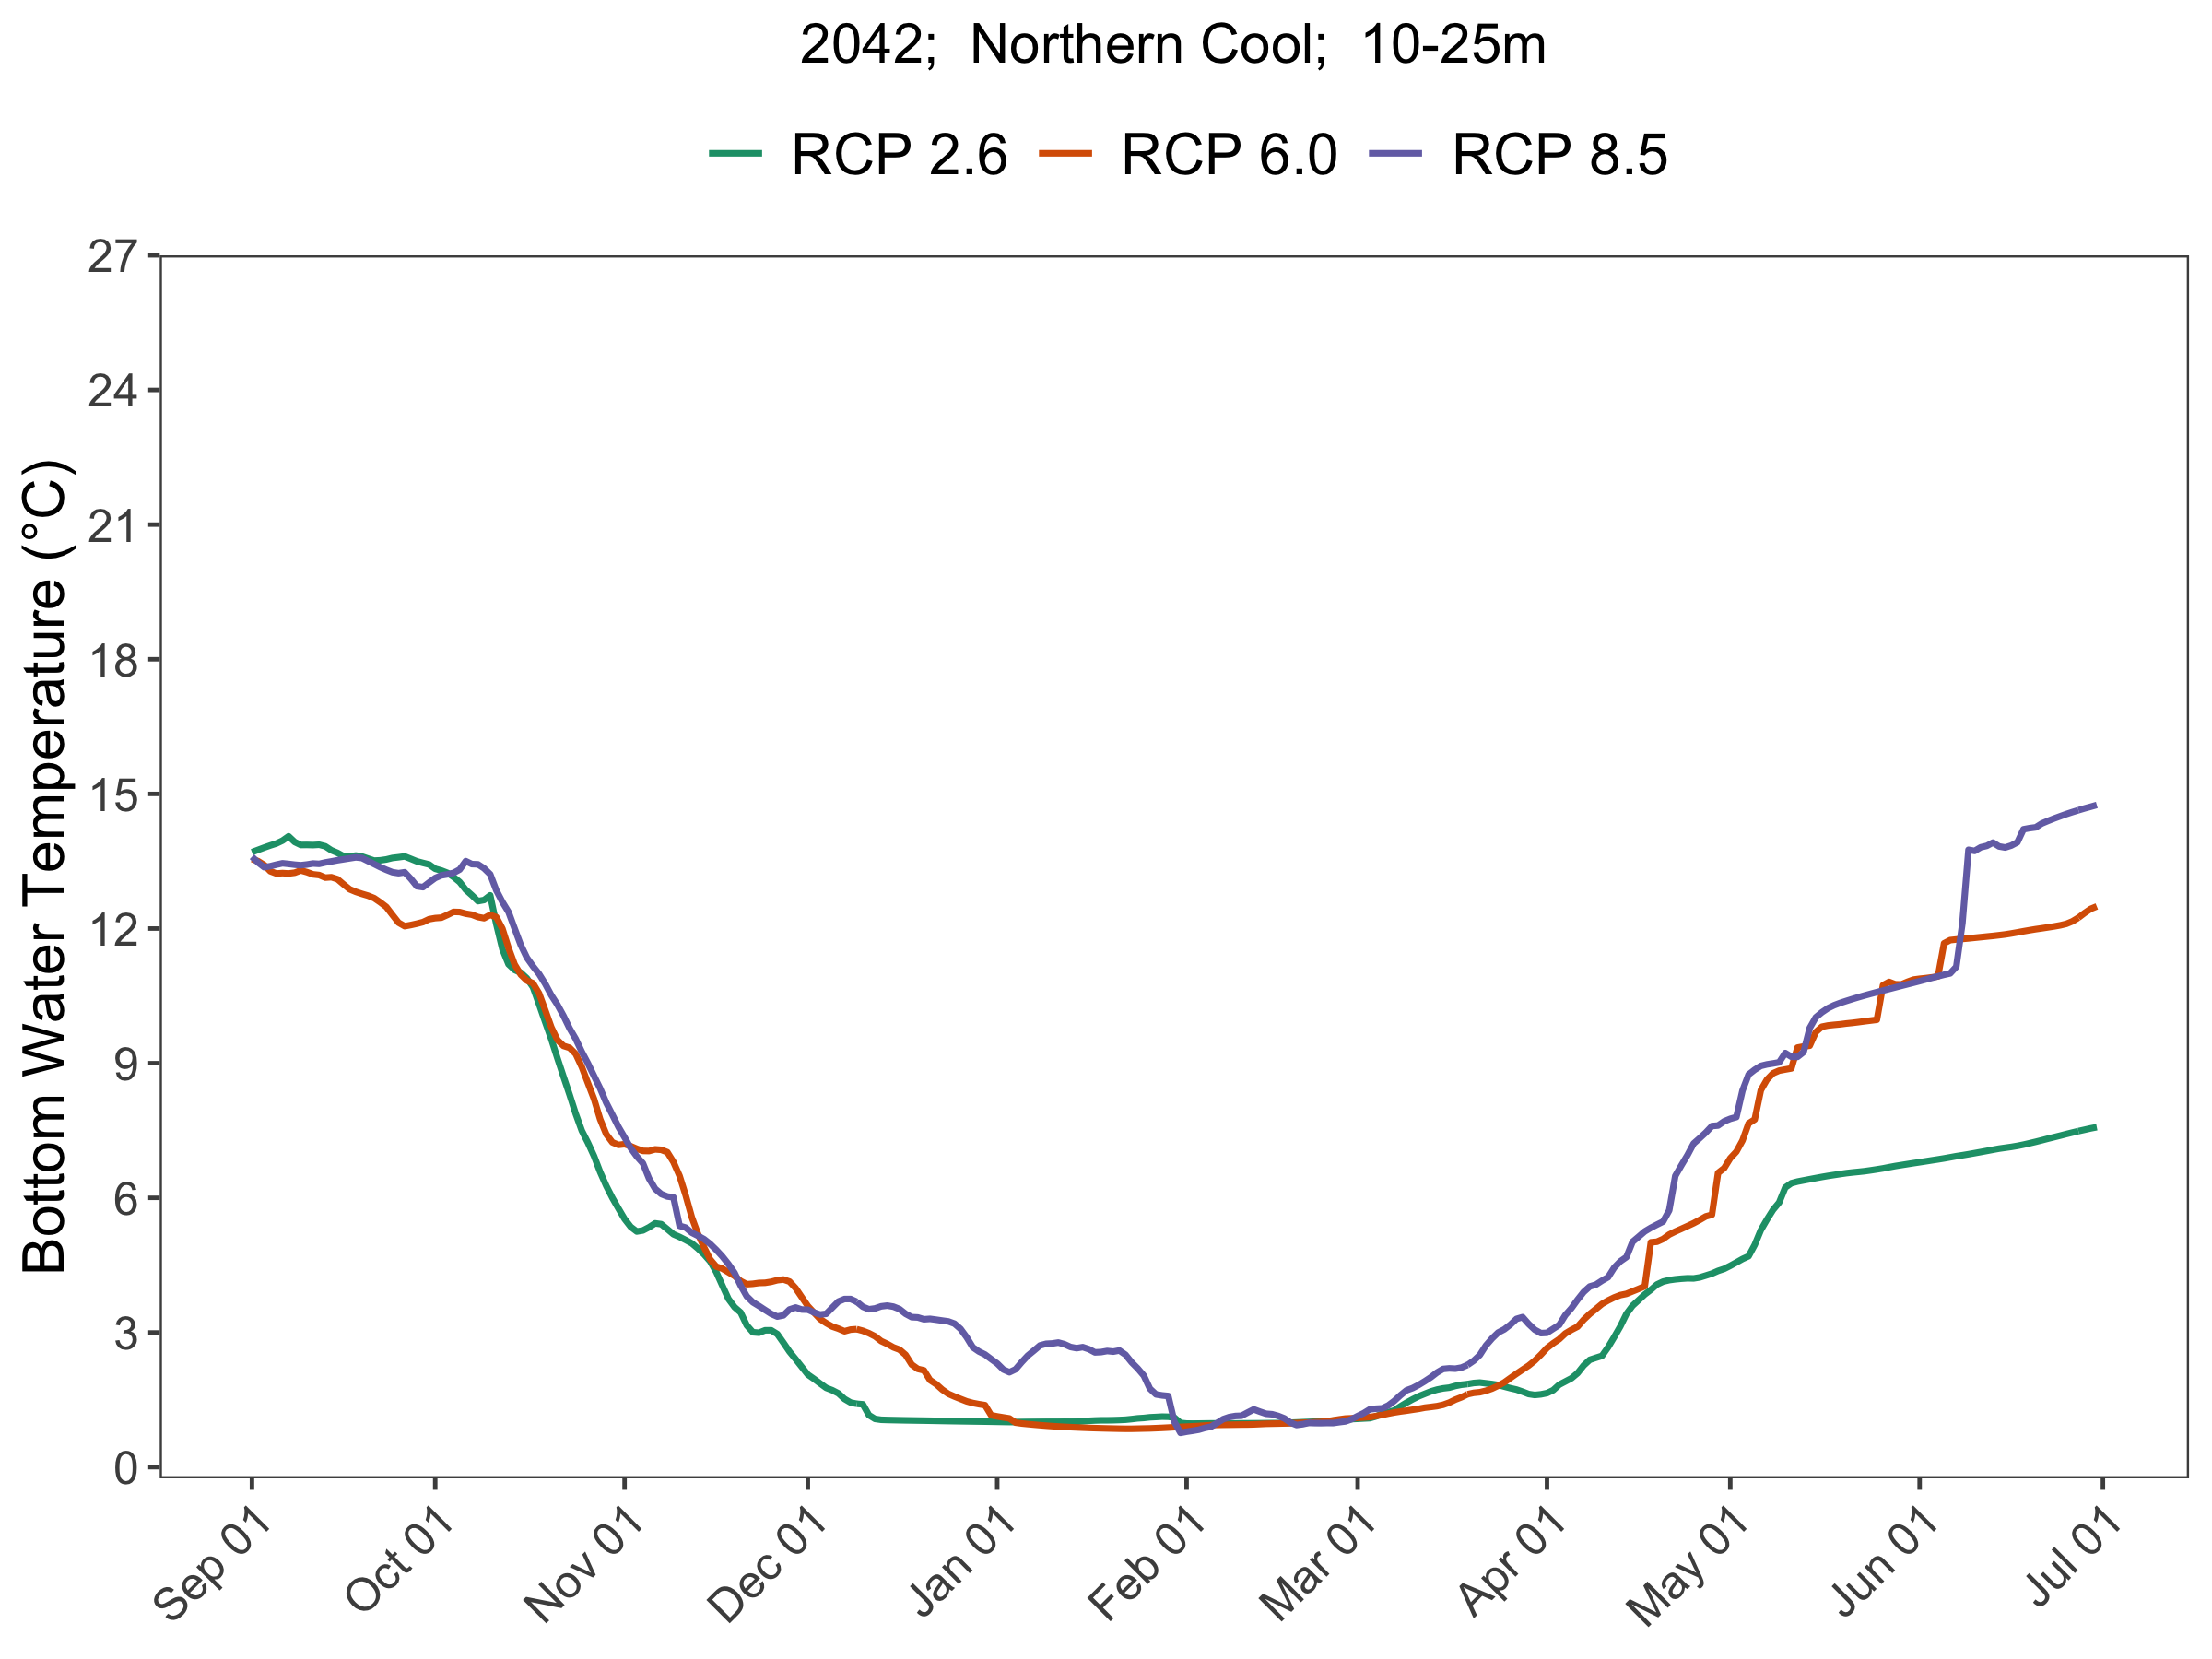 2042;  Northern Cool;  10-25m
RCP 2.6 RCP 6.0 RCP 8.5
Bottom Water Temperature (°C)
27
24
21
18
15
12
9
6
3
0
Sep 01 Oct 01 Nov 01 Dec 01 Jan 01 Feb 01 Mar 01 Apr 01 May 01 Jun 01 Jul 01